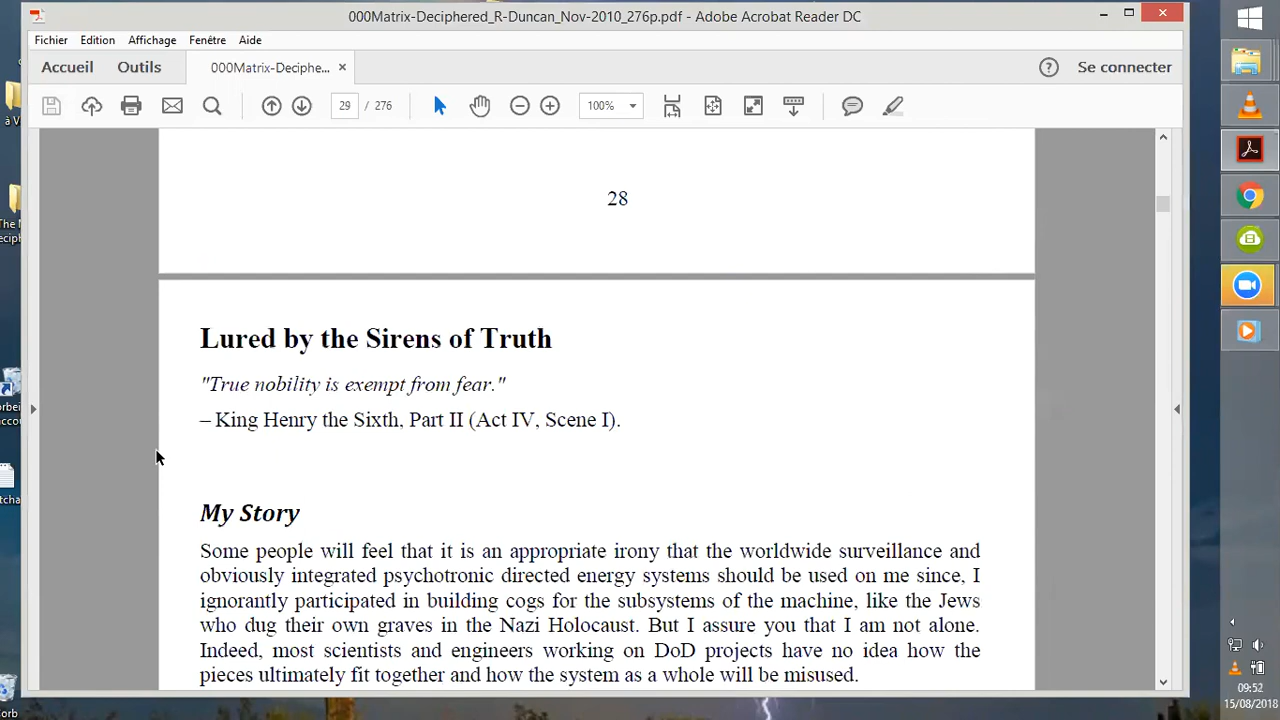 000Matrix-Deciphered_R-Duncan_Nov-2010_276p.pdf - Adobe Acrobat Reader DC
Fichier Edition Affichage Fenêtre Aide
Accueil Outils 000Matrix-Deciphe... × ? Se connecter
29 / 276 100%
à V
28
The M
eciph
Lured by the Sirens of Truth
"True nobility is exempt from fear."
– King Henry the Sixth, Part II (Act IV, Scene I).
orbei
accou
tcha
My Story
Some people will feel that it is an appropriate irony that the worldwide surveillance and
obviously integrated psychotronic directed energy systems should be used on me since, I
ignorantly participated in building cogs for the subsystems of the machine, like the Jews
who dug their own graves in the Nazi Holocaust. But I assure you that I am not alone.
Indeed, most scientists and engineers working on DoD projects have no idea how the
pieces ultimately fit together and how the system as a whole will be misused.
orb
09:52
15/08/2018